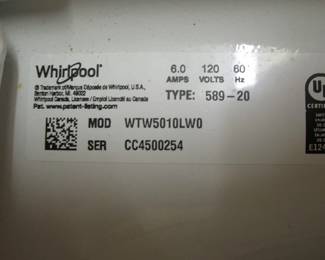 Whirlpool
6.0 120 60
AMPS VOLTS Hz
® Trademark of/Marque Déposée de Whirlpool, U.S.A.,
Benton Harbor, MI. 49022
Whirlpool Canada, Licensee / Emploi Licencié au Canada
Pat. www.patent-listing.com
TYPE: 589-20
MOD WTW5010LW0
SER CC4500254